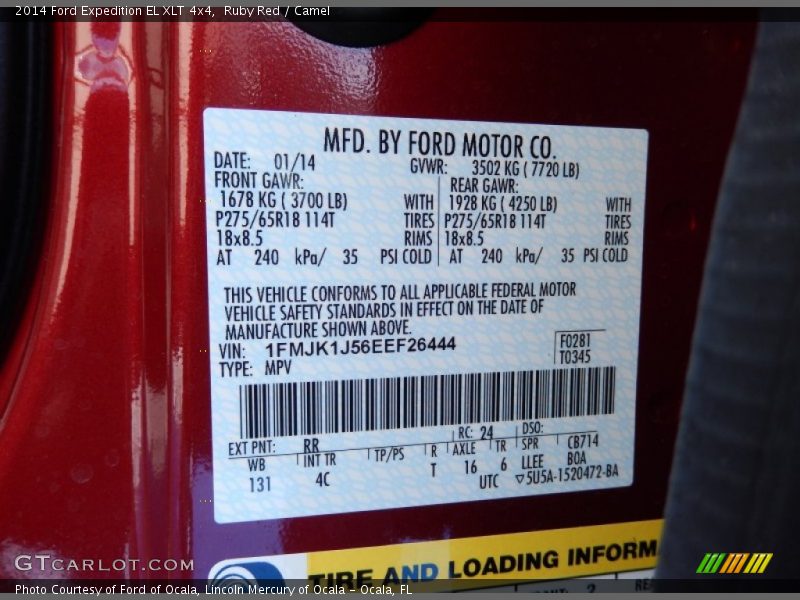 2014 Ford Expedition EL XLT 4x4,  Ruby Red / Camel
MFD. BY FORD MOTOR CO.
DATE: 01/14 GVWR: 3502 KG ( 7720 LB)
FRONT GAWR: REAR GAWR:
1678 KG ( 3700 LB) WITH 1928 KG ( 4250 LB) WITH
P275/65R18 114T TIRES P275/65R18 114T TIRES
18x8.5 RIMS 18x8.5 RIMS
AT 240 kPa/ 35 PSI COLD AT 240 kPa/ 35 PSI COLD
THIS VEHICLE CONFORMS TO ALL APPLICABLE FEDERAL MOTOR
VEHICLE SAFETY STANDARDS IN EFFECT ON THE DATE OF
MANUFACTURE SHOWN ABOVE.
VIN: 1FMJK1J56EEF26444 F0281
TYPE: MPV T0345
EXT PNT: RR RC: 24 DSO:
WB INT TR TP/PS R AXLE TR SPR CB714
131 4C T 16 6 LLEE BOA
UTC ▽5U5A-1520472-BA
TIRE AND LOADING INFORM
GTCARLOT.COM
Photo Courtesy of Ford of Ocala, Lincoln Mercury of Ocala - Ocala, FL